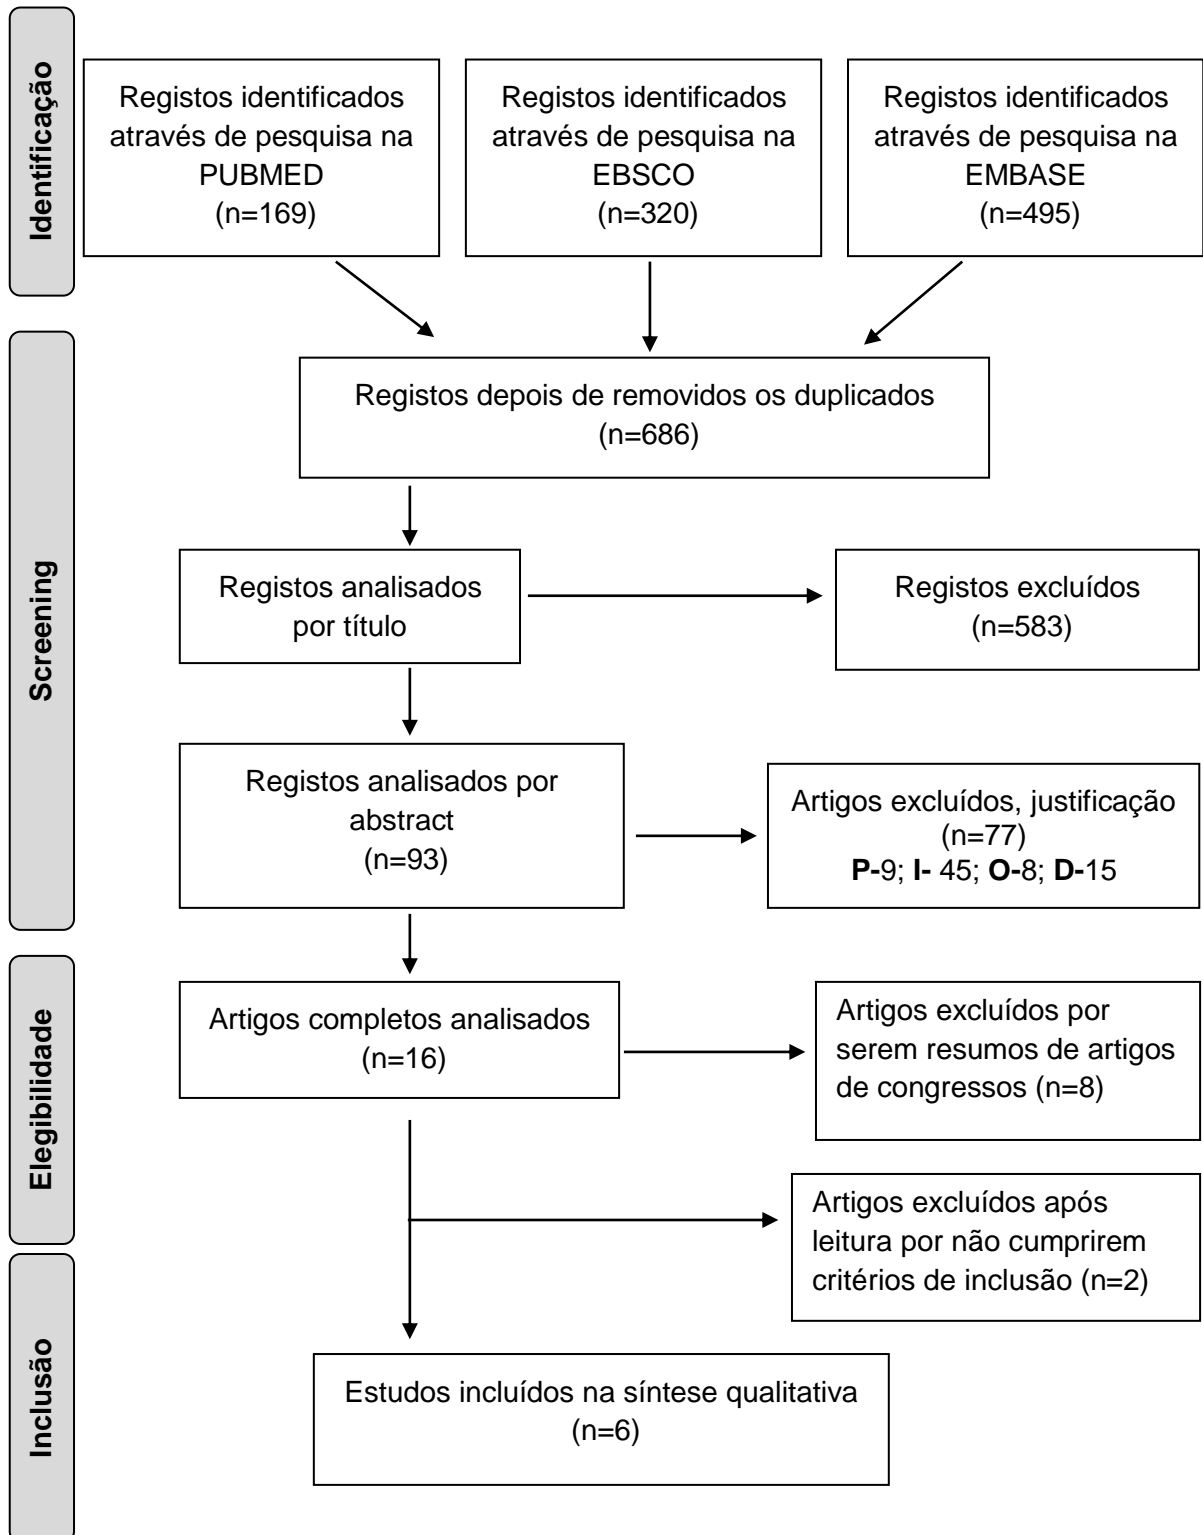 Identificação
Registos identificados
através de pesquisa na
PUBMED
(n=169)
Registos identificados
através de pesquisa na
EBSCO
(n=320)
Registos identificados
através de pesquisa na
EMBASE
(n=495)
Screening
Registos depois de removidos os duplicados
(n=686)
Registos analisados
por título
Registos excluídos
(n=583)
Registos analisados por
abstract
(n=93)
Artigos excluídos, justificação
(n=77)
P-9; I- 45; O-8; D-15
Elegibilidade
Artigos completos analisados
(n=16)
Artigos excluídos por
serem resumos de artigos
de congressos (n=8)
Artigos excluídos após
leitura por não cumprirem
critérios de inclusão (n=2)
Inclusão
Estudos incluídos na síntese qualitativa
(n=6)